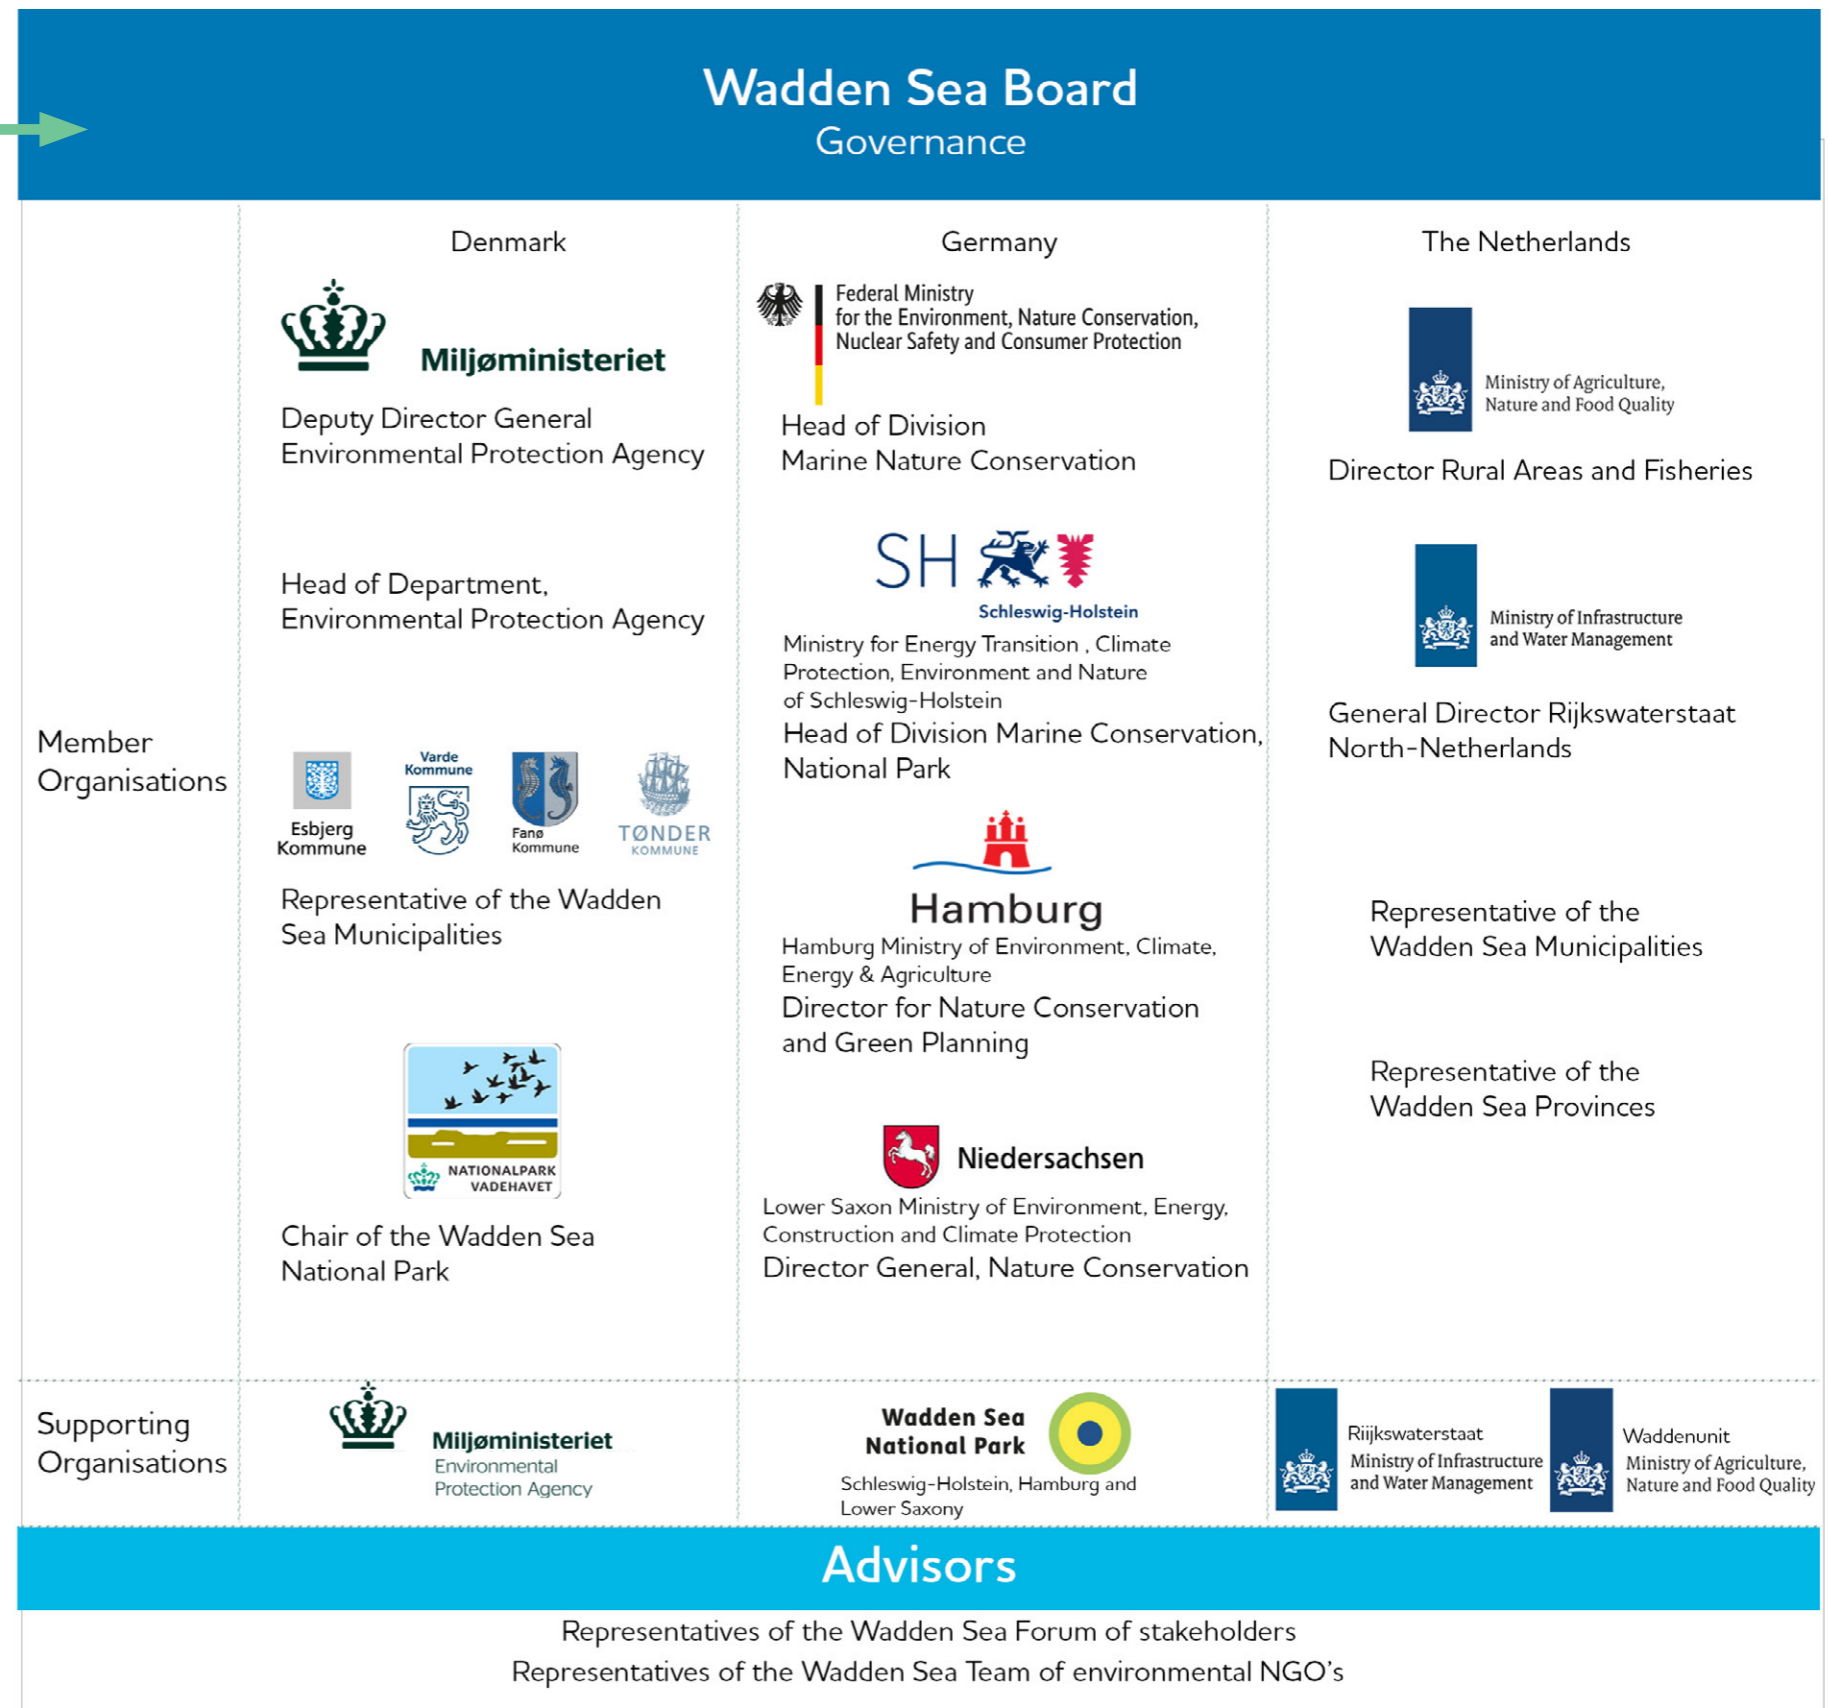 Wadden Sea Board
Governance
Member
Organisations
Denmark
Miljøministeriet
Deputy Director General
Environmental Protection Agency
Head of Department,
Environmental Protection Agency
Esbjerg
Kommune
Varde
Kommune
Fanø
Kommune
TØNDER
KOMMUNE
Representative of the Wadden
Sea Municipalities
NATIONALPARK
VADEHAVET
Chair of the Wadden Sea
National Park
Germany
Federal Ministry
for the Environment, Nature Conservation,
Nuclear Safety and Consumer Protection
Head of Division
Marine Nature Conservation
SH
Schleswig-Holstein
Ministry for Energy Transition , Climate
Protection, Environment and Nature
of Schleswig-Holstein
Head of Division Marine Conservation,
National Park
Hamburg
Hamburg Ministry of Environment, Climate,
Energy & Agriculture
Director for Nature Conservation
and Green Planning
Niedersachsen
Lower Saxon Ministry of Environment, Energy,
Construction and Climate Protection
Director General, Nature Conservation
The Netherlands
Ministry of Agriculture,
Nature and Food Quality
Director Rural Areas and Fisheries
Ministry of Infrastructure
and Water Management
General Director Rijkswaterstaat
North-Netherlands
Representative of the
Wadden Sea Municipalities
Representative of the
Wadden Sea Provinces
Supporting
Organisations
Miljøministeriet
Environmental
Protection Agency
Wadden Sea
National Park
Schleswig-Holstein, Hamburg and
Lower Saxony
Riijkswaterstaat
Ministry of Infrastructure
and Water Management
Waddenunit
Ministry of Agriculture,
Nature and Food Quality
Advisors
Representatives of the Wadden Sea Forum of stakeholders
Representatives of the Wadden Sea Team of environmental NGO's